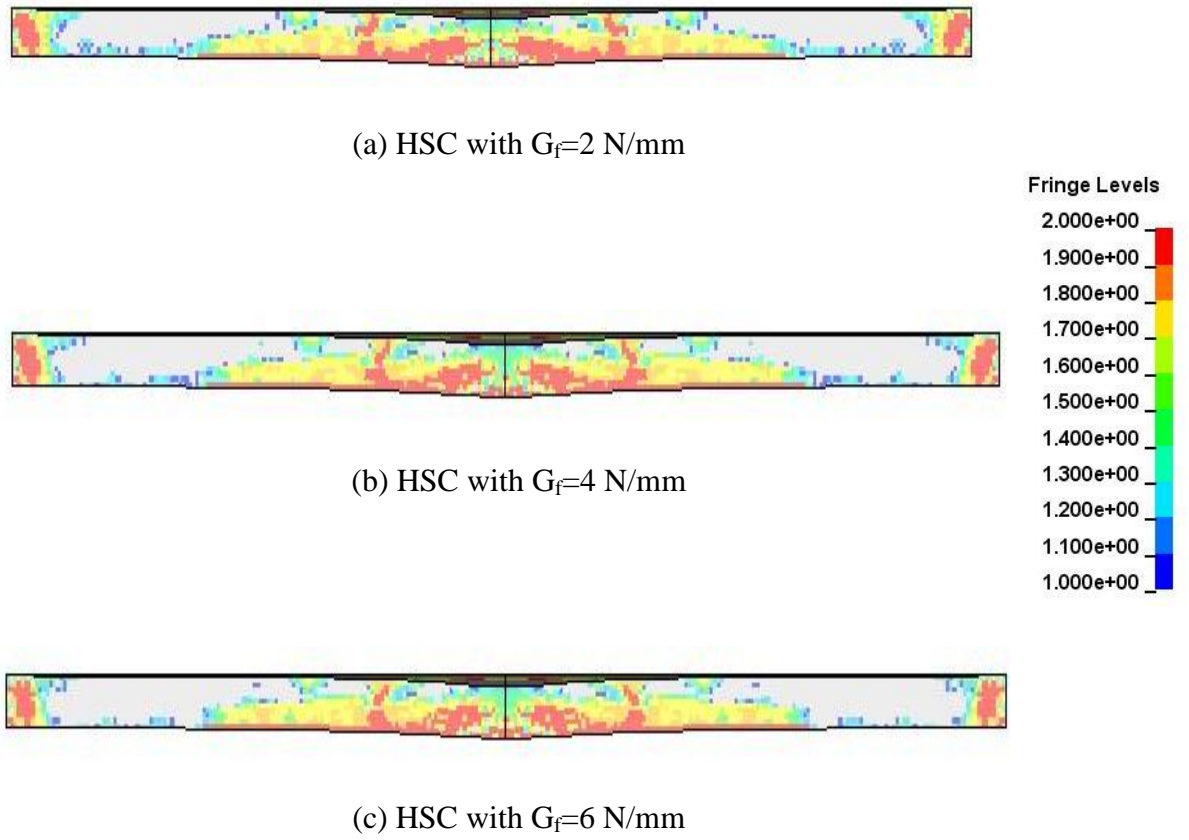 (a) HSC with Gf=2 N/mm
Fringe Levels
2.000e+00
1.900e+00
1.800e+00
1.700e+00
1.600e+00
1.500e+00
1.400e+00
1.300e+00
1.200e+00
1.100e+00
1.000e+00
(b) HSC with Gf=4 N/mm
(c) HSC with Gf=6 N/mm